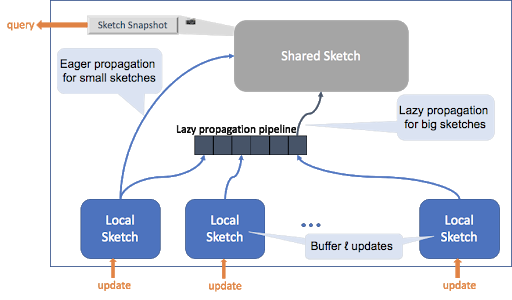 query
Sketch Snapshot
Eager propagation
for small sketches
Shared Sketch
Lazy propagation
for big sketches
Lazy propagation pipeline
Local
Sketch
Local
Sketch
...
Local
Sketch
Buffer ℓ updates
update
update
update